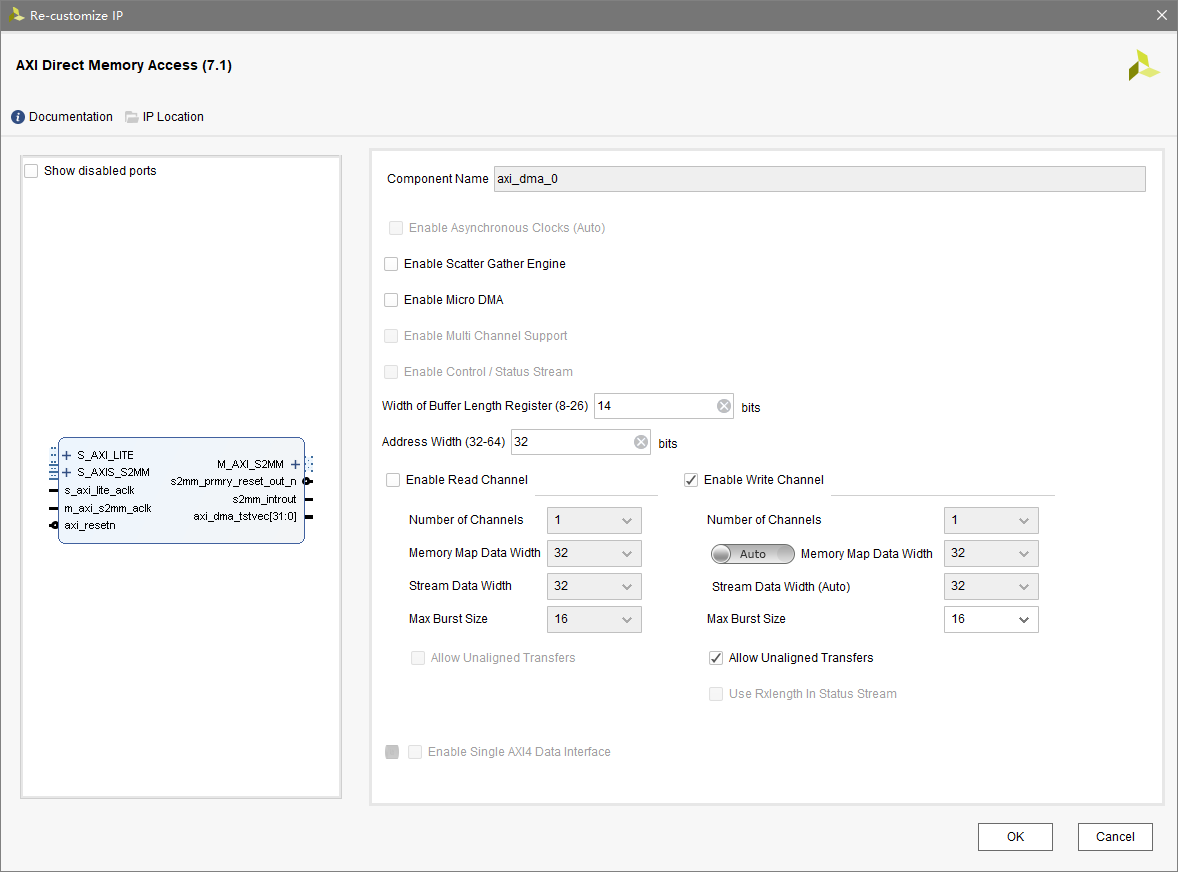 Re-customize IP
AXI Direct Memory Access (7.1)
Documentation
IP Location
Show disabled ports
S_AXI_LITE
S_AXIS_S2MM
s_axi_lite_aclk
m_axi_s2mm_aclk
axi_resetn
M_AXI_S2MM
s2mm_prmry_reset_out_n
s2mm_introut
axi_dma_tstvec[31:0]
Component Name axi_dma_0
Enable Asynchronous Clocks (Auto)
Enable Scatter Gather Engine
Enable Micro DMA
Enable Multi Channel Support
Enable Control / Status Stream
Width of Buffer Length Register (8-26) 14 bits
Address Width (32-64) 32 bits
Enable Read Channel
Number of Channels 1
Memory Map Data Width 32
Stream Data Width 32
Max Burst Size 16
Allow Unaligned Transfers
Enable Write Channel
Number of Channels 1
Auto Memory Map Data Width 32
Stream Data Width (Auto) 32
Max Burst Size 16
Allow Unaligned Transfers
Use Rxlength In Status Stream
Enable Single AXI4 Data Interface
OK
Cancel